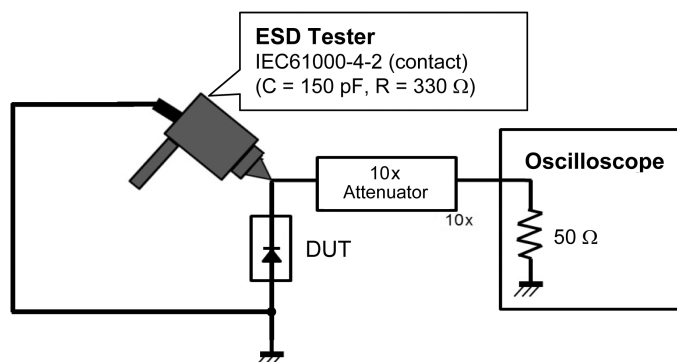 ESD Tester
IEC61000-4-2 (contact)
(C = 150 pF, R = 330 Ω)
Oscilloscope
10x
Attenuator
10x
50 Ω
DUT